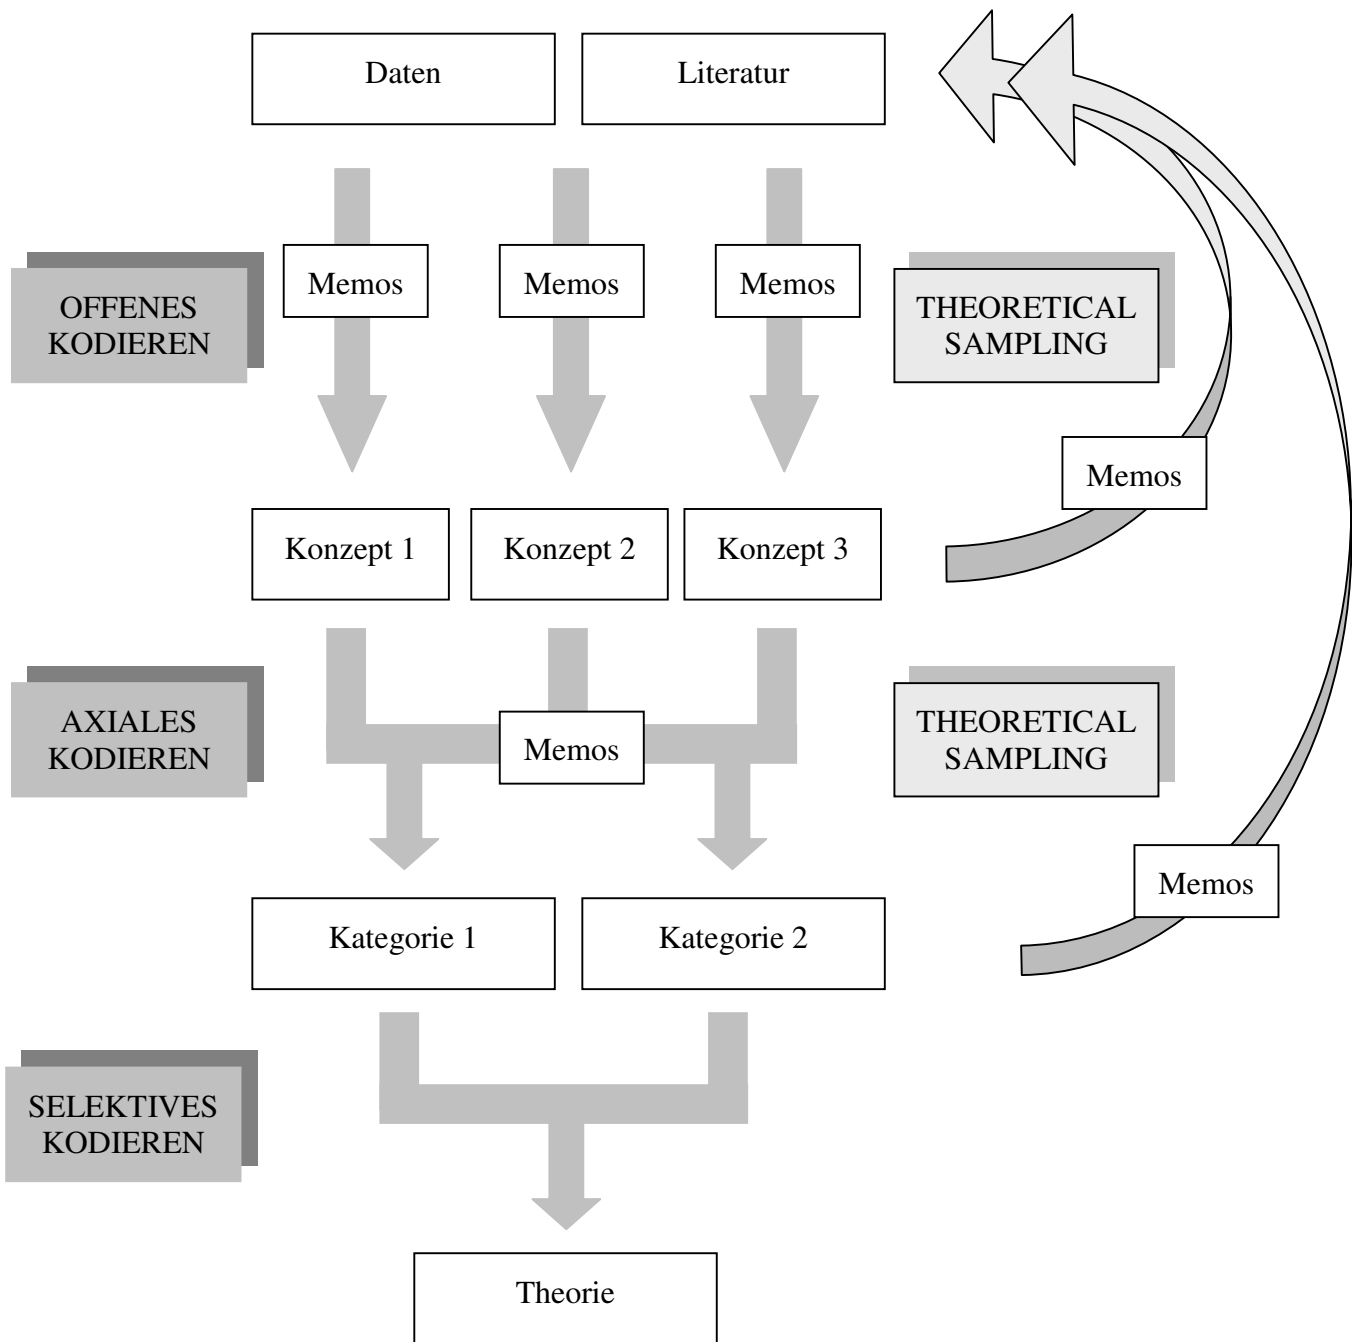 Daten
Literatur
OFFENES
KODIEREN
Memos
Memos
Memos
THEORETICAL
SAMPLING
Memos
Konzept 1
Konzept 2
Konzept 3
AXIALES
KODIEREN
Memos
THEORETICAL
SAMPLING
Memos
Kategorie 1
Kategorie 2
SELEKTIVES
KODIEREN
Theorie